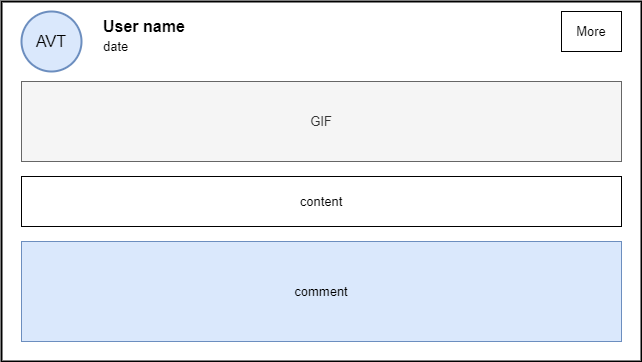 AVT
User name
date
More
GIF
content
comment